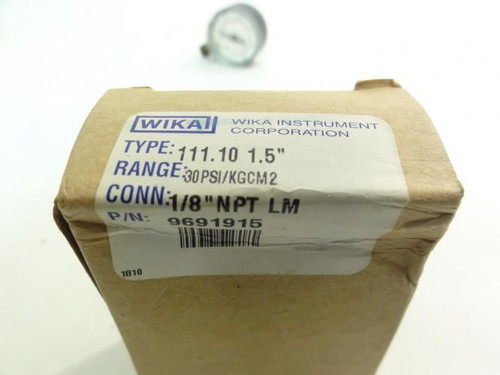 WIKA WIKA INSTRUMENT
CORPORATION
TYPE: 111.10 1.5"
RANGE: 30PSI/KGCM2
CONN: 1/8" NPT LM
P/N: 9691915
1810